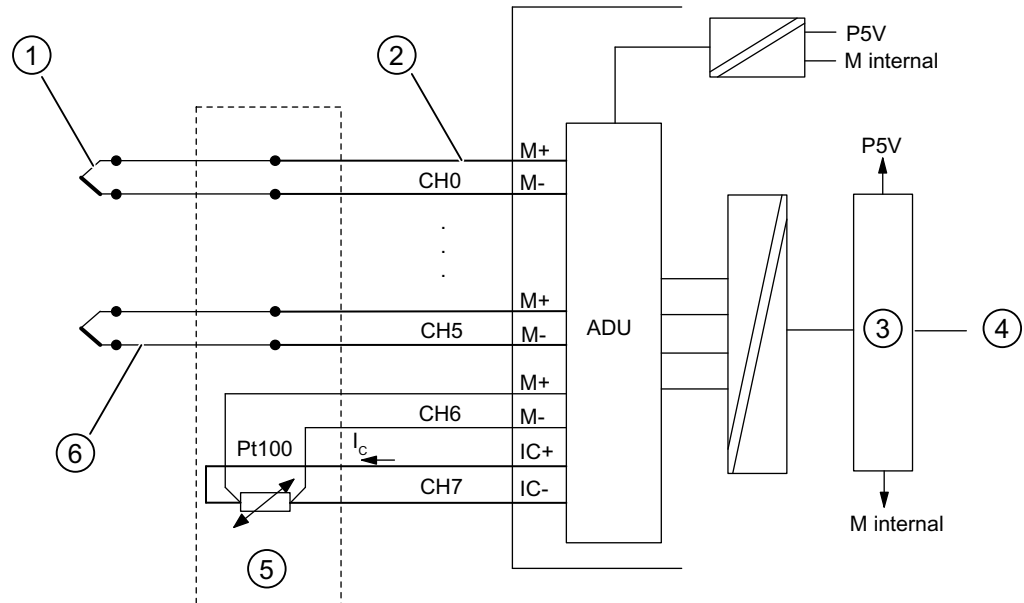 P5V
M internal
1
2
M+
CH0
M-
P5V
M+
CH5
M-
ADU
3
4
M+
CH6
M-
6
Pt100
IC
IC+
CH7
IC-
M internal
5